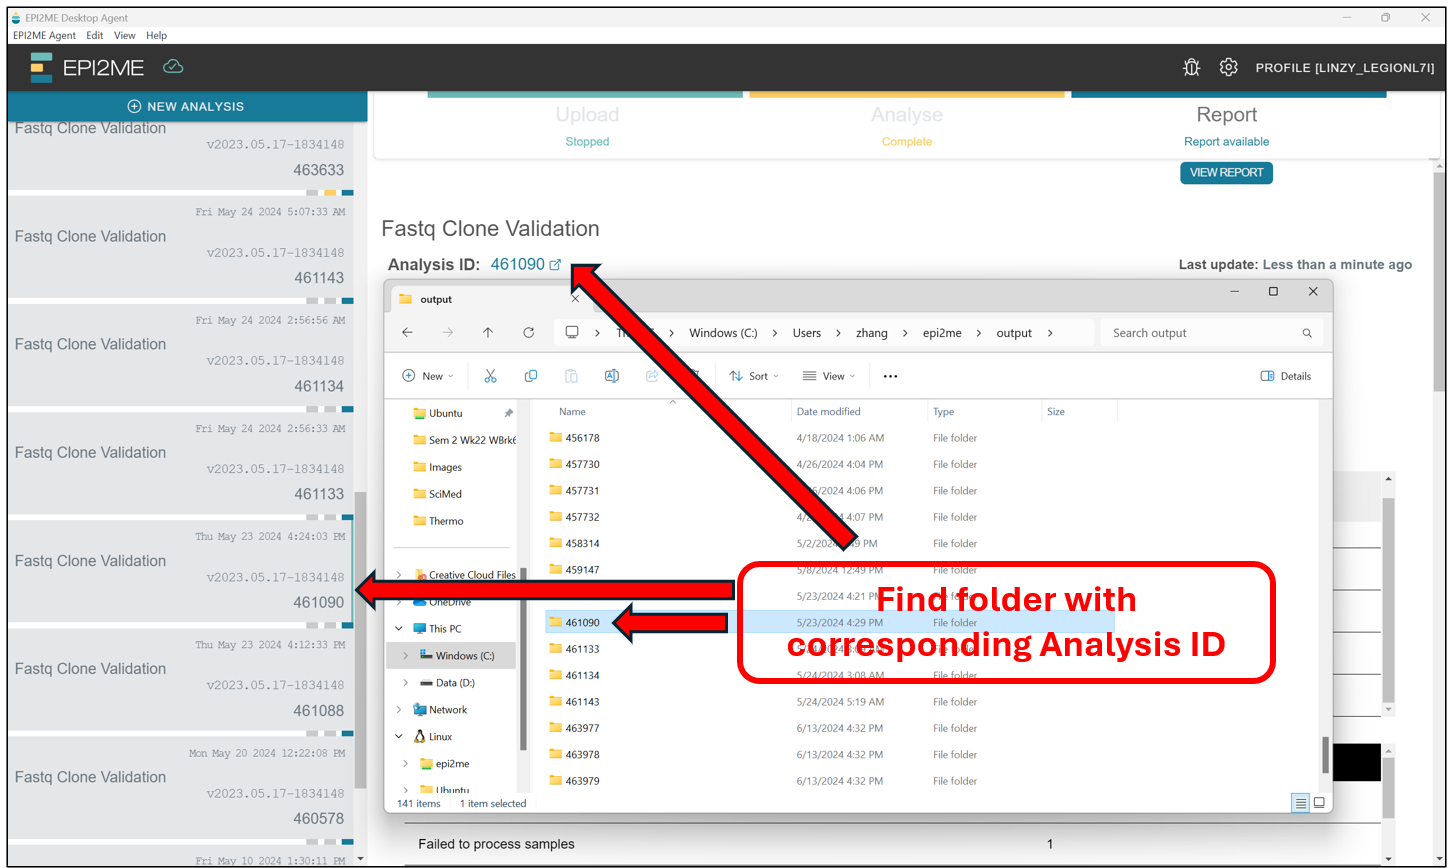 EPI2ME Desktop Agent
EPI2ME Agent Edit View Help
EPI2ME
PROFILE [LINZY_LEGIONL7I]
NEW ANALYSIS
Fastq Clone Validation
v2023.05.17-1834148
463633
Fri May 24 2024 5:07:33 AM
Fastq Clone Validation
v2023.05.17-1834148
461143
Fri May 24 2024 2:56:56 AM
Fastq Clone Validation
v2023.05.17-1834148
461134
Fri May 24 2024 2:56:33 AM
Fastq Clone Validation
v2023.05.17-1834148
461133
Thu May 23 2024 4:24:03 PM
Fastq Clone Validation
v2023.05.17-1834148
461090
Thu May 23 2024 4:12:33 PM
Fastq Clone Validation
v2023.05.17-1834148
461088
Mon May 20 2024 12:22:08 PM
Fastq Clone Validation
v2023.05.17-1834148
460578
Fri May 10 2024 1:30:11 PM
Upload
Stopped
Analyse
Complete
Report
Report available
VIEW REPORT
Fastq Clone Validation
Analysis ID: 461090
Last update: Less than a minute ago
output
Windows (C:) > Users > zhang > epi2me > output >
Search output
New
Sort
View
Details
Ubuntu
Sem 2 Wk22 WBrk6
Images
SciMed
Thermo
Creative Cloud Files
OneDrive
This PC
Windows (C:)
Data (D:)
Network
Linux
epi2me
Ubuntu
Name Date modified Type Size
456178 4/18/2024 1:06 AM File folder
457730 4/26/2024 4:04 PM File folder
457731 /2024 4:06 PM File folder
457732 4:07 PM File folder
458314 5/2/2024 PM File folder
459147 5/8/2024 12:49 PM File folder
5/23/2024 4:21 PM File folder
461090 5/23/2024 4:29 PM File folder
461133
461134 5/24/2024 3:08 AM File folder
461143 5/24/2024 5:19 AM File folder
463977 6/13/2024 4:32 PM File folder
463978 6/13/2024 4:32 PM File folder
463979 6/13/2024 4:32 PM File folder
141 items 1 item selected
Find folder with
corresponding Analysis ID
Failed to process samples 1